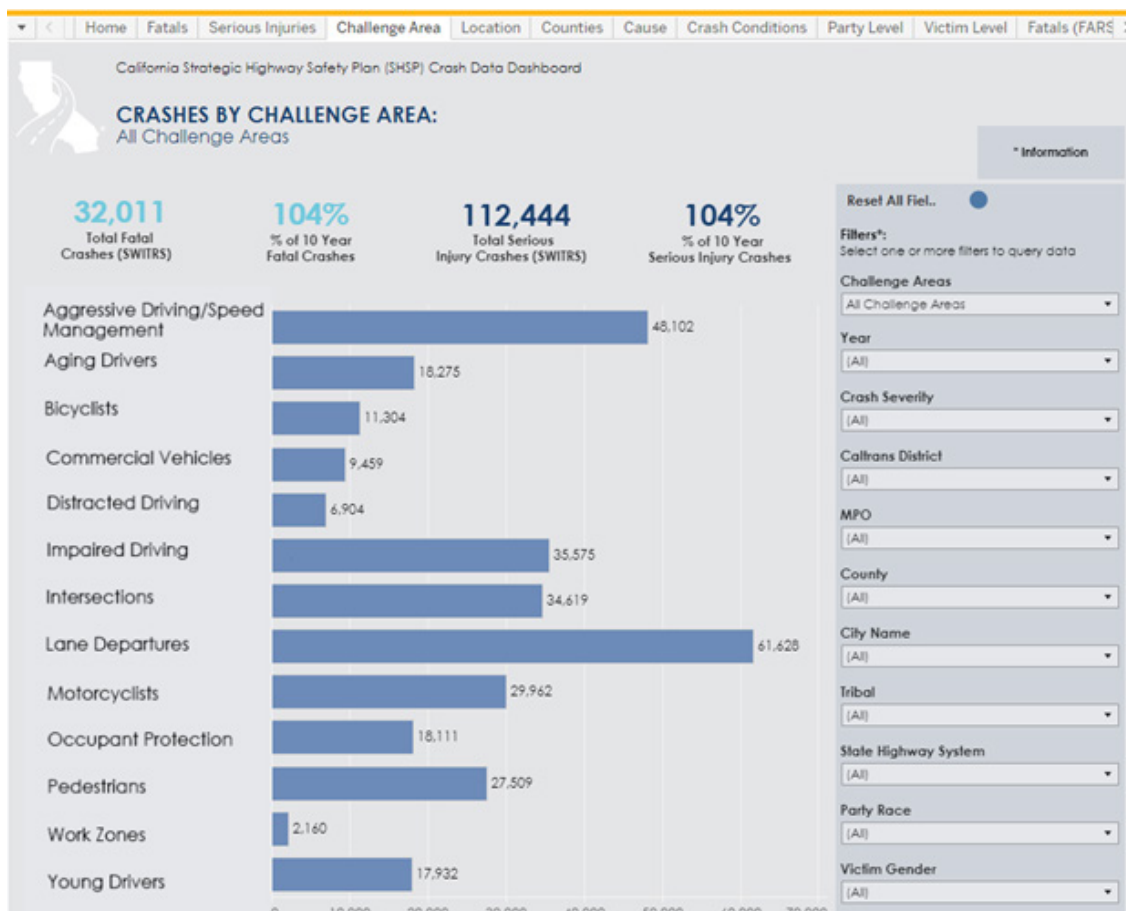 Home Fatals Serious Injuries Challenge Area Location Counties Cause Crash Conditions Party Level Victim Level Fatals (FARS
California Strategic Highway Safety Plan (SHSP) Crash Data Dashboard
CRASHES BY CHALLENGE AREA:
All Challenge Areas
* Information
32,011
Total Fatal
Crashes (SWITRS)
104%
% of 10 Year
Fatal Crashes
112,444
Total Serious
Injury Crashes (SWITRS)
104%
% of 10 Year
Serious Injury Crashes
Aggressive Driving/Speed
Management
48,102
Aging Drivers
18,275
Bicyclists
11,304
Commercial Vehicles
9,459
Distracted Driving
6,904
Impaired Driving
35,575
Intersections
34,619
Lane Departures
61,628
Motorcyclists
29,962
Occupant Protection
18,111
Pedestrians
27,509
Work Zones
2,160
Young Drivers
17,932
Reset All Fiel..
Filters*:
Select one or more filters to query data
Challenge Areas
All Challenge Areas
Year
(All)
Crash Severity
(All)
Caltrans District
(All)
MPO
(All)
County
(All)
City Name
(All)
Tribal
(All)
State Highway System
(All)
Party Race
(All)
Victim Gender
(All)